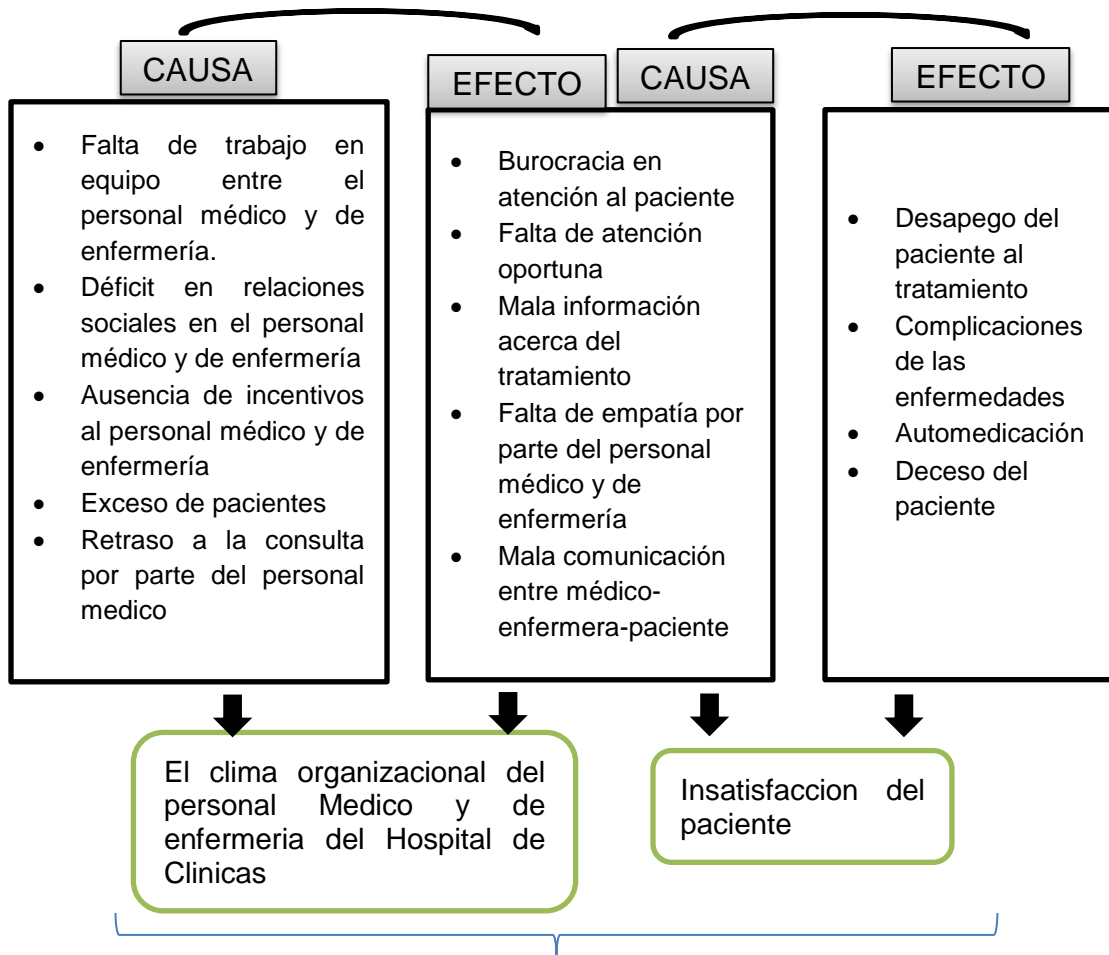 CAUSA
EFECTO
CAUSA
EFECTO
• Falta de trabajo en
equipo entre el
personal médico y de
enfermería.
• Déficit en relaciones
sociales en el personal
médico y de enfermería
• Ausencia de incentivos
al personal médico y de
enfermería
• Exceso de pacientes
• Retraso a la consulta
por parte del personal
medico
• Burocracia en
atención al paciente
• Falta de atención
oportuna
• Mala información
acerca del
tratamiento
• Falta de empatía por
parte del personal
médico y de
enfermería
• Mala comunicación
entre médico-
enfermera-paciente
• Desapego del
paciente al
tratamiento
• Complicaciones
de las
enfermedades
• Automedicación
• Deceso del
paciente
El clima organizacional del
personal Medico y de
enfermeria del Hospital de
Clinicas
Insatisfaccion del
paciente